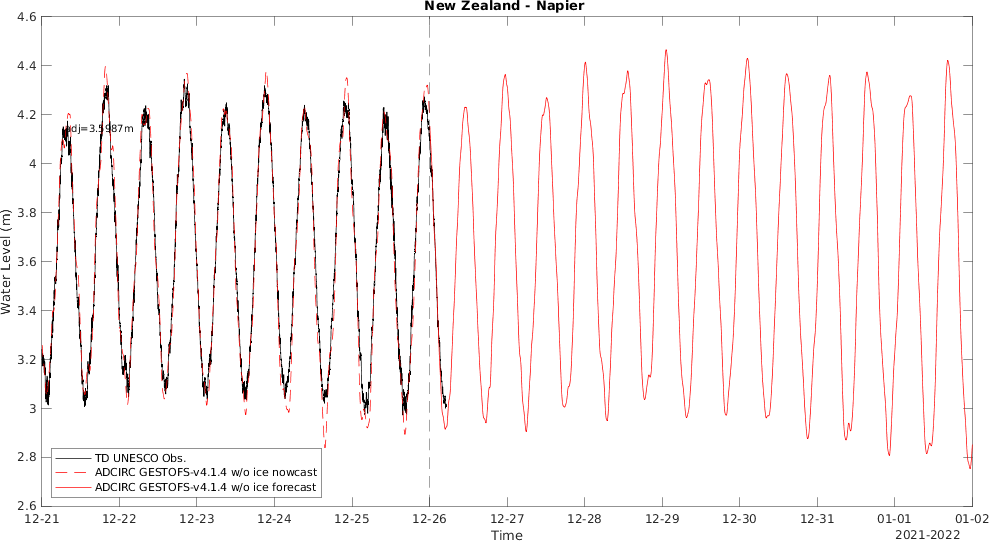 New Zealand - Napier
4.6
4.4
4.2
4
3.8
3.6
3.4
3.2
3
2.8
2.6
Water Level (m)
dj=3.5987m
TD UNESCO Obs.
ADCIRC GESTOFS-v4.1.4 w/o ice nowcast
ADCIRC GESTOFS-v4.1.4 w/o ice forecast
12-21 12-22 12-23 12-24 12-25 12-26 12-27 12-28 12-29 12-30 12-31 01-01 01-02
Time
2021-2022